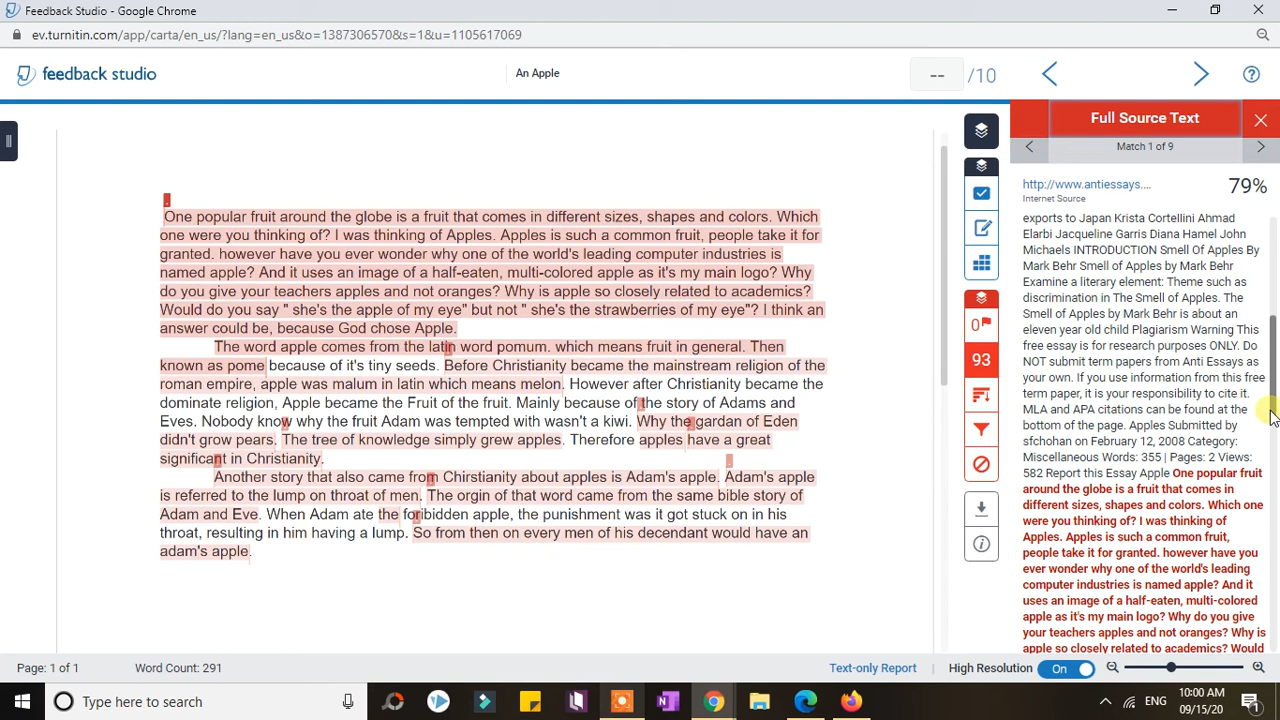 Feedback Studio - Google Chrome
ev.turnitin.com/app/carta/en_us/?lang=en_us&o=1387306570&s=1&u=1105617069
feedback studio
An Apple
-- /10
?
Full Source Text
Match 1 of 9
http://www.antiessays....
79%
Internet Source
One popular fruit around the globe is a fruit that comes in different sizes, shapes and colors. Which
one were you thinking of? I was thinking of Apples. Apples is such a common fruit, people take it for
granted. however have you ever wonder why one of the world's leading computer industries is
named apple? And it uses an image of a half-eaten, multi-colored apple as it's my main logo? Why
do you give your teachers apples and not oranges? Why is apple so closely related to academics?
Would do you say " she's the apple of my eye" but not " she's the strawberries of my eye"? I think an
answer could be, because God chose Apple.
The word apple comes from the latin word pomum. which means fruit in general. Then
known as pome because of it's tiny seeds. Before Christianity became the mainstream religion of the
roman empire, apple was malum in latin which means melon. However after Christianity became the
dominate religion, Apple became the Fruit of the fruit. Mainly because of the story of Adams and
Eves. Nobody know why the fruit Adam was tempted with wasn't a kiwi. Why the gardan of Eden
didn't grow pears. The tree of knowledge simply grew apples. Therefore apples have a great
significant in Christianity.
Another story that also came from Chirstianity about apples is Adam's apple. Adam's apple
is referred to the lump on throat of men. The orgin of that word came from the same bible story of
Adam and Eve. When Adam ate the foribidden apple, the punishment was it got stuck on in his
throat, resulting in him having a lump. So from then on every men of his decendant would have an
adam's apple.
0
93
exports to Japan Krista Cortellini Ahmad
Elarbi Jacqueline Garris Diana Hamel John
Michaels INTRODUCTION Smell Of Apples By
Mark Behr Smell of Apples by Mark Behr
Examine a literary element: Theme such as
discrimination in The Smell of Apples. The
Smell of Apples by Mark Behr is about an
eleven year old child Plagiarism Warning This
free essay is for research purposes ONLY. Do
NOT submit term papers from Anti Essays as
your own. If you use information from this free
term paper, it is your responsibility to cite it.
MLA and APA citations can be found at the
bottom of the page. Apples Submitted by
sfchohan on February 12, 2008 Category:
Miscellaneous Words: 355 | Pages: 2 Views:
582 Report this Essay Apple One popular fruit
around the globe is a fruit that comes in
different sizes, shapes and colors. Which one
were you thinking of? I was thinking of
Apples. Apples is such a common fruit,
people take it for granted. however have you
ever wonder why one of the world's leading
computer industries is named apple? And it
uses an image of a half-eaten, multi-colored
apple as it's my main logo? Why do you give
your teachers apples and not oranges? Why is
apple so closely related to academics? Would
Page: 1 of 1
Word Count: 291
Text-only Report
High Resolution
On
Type here to search
ENG
10:00 AM
09/15/20
1